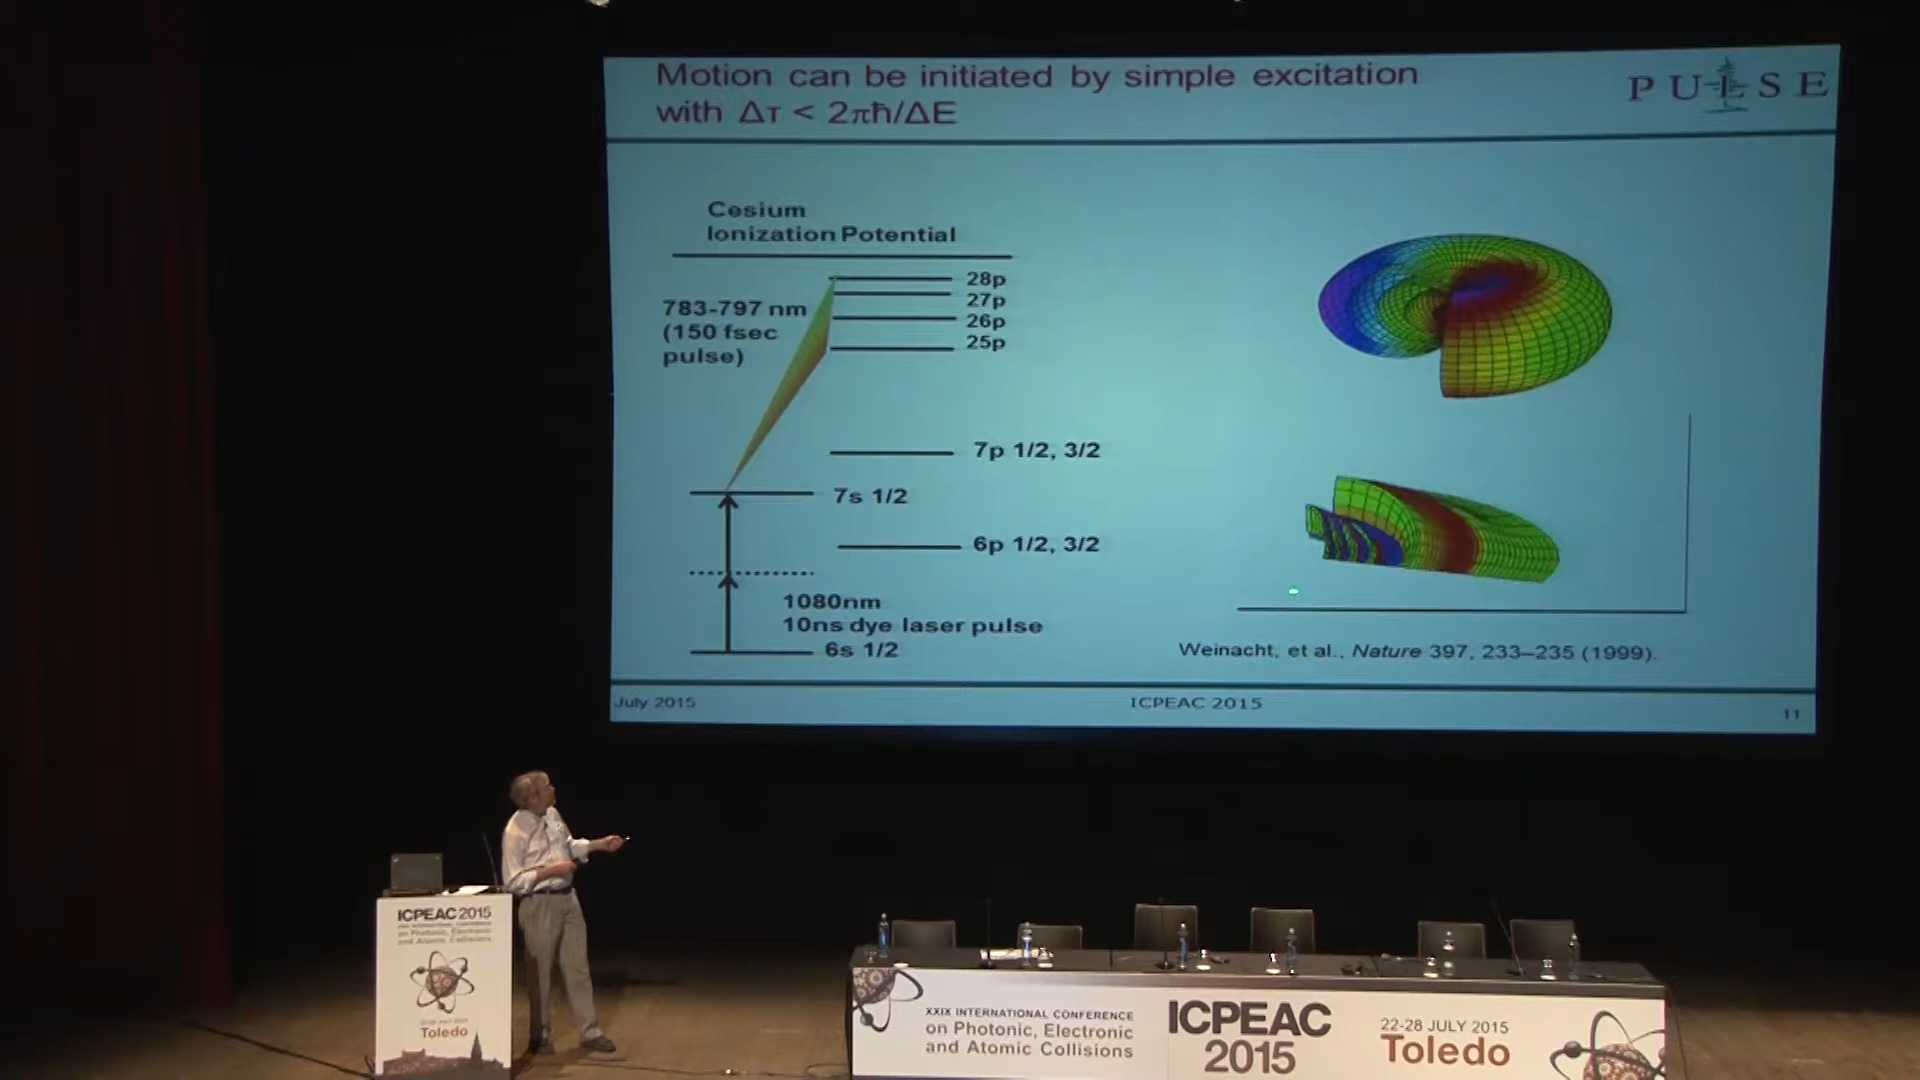 Motion can be initiated by simple excitation
with Δτ < 2πħ/ΔE
PULSE
Cesium
Ionization Potential
28p
27p
26p
25p
783-797 nm
(150 fsec
pulse)
7p 1/2, 3/2
7s 1/2
6p 1/2, 3/2
1080nm
10ns dye laser pulse
6s 1/2
Weinacht, et al., Nature 397, 233–235 (1999).
July 2015
ICPEAC 2015
11
ICPEAC 2015
XXIX INTERNATIONAL CONFERENCE
on Photonic, Electronic
and Atomic Collisions
Toledo
XXIX INTERNATIONAL CONFERENCE
on Photonic, Electronic
and Atomic Collisions
ICPEAC
2015
22-28 JULY 2015
Toledo